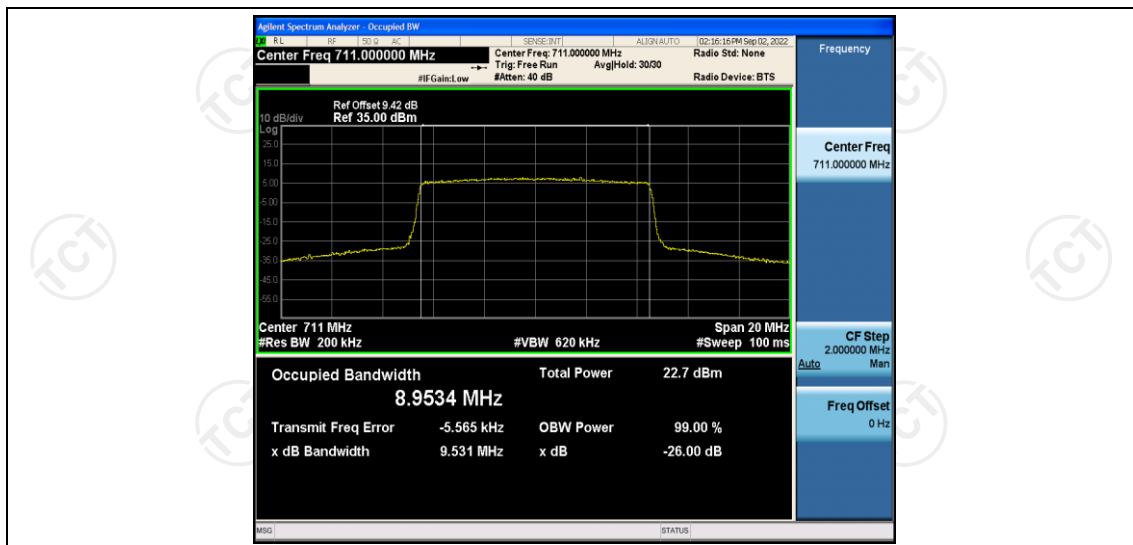 Agilent Spectrum Analyzer - Occupied BW
RL RF 50 Ω AC SENSE:INT ALIGN AUTO 02:16:16 PM Sep 02, 2022
Center Freq 711.000000 MHz
Center Freq: 711.000000 MHz
Radio Std: None
Trig: Free Run Avg|Hold: 30/30
#IFGain:Low #Atten: 40 dB Radio Device: BTS
Ref Offset 9.42 dB
10 dB/div Ref 35.00 dBm
Log
25.0
15.0
5.00
-5.00
-15.0
-25.0
-35.0
-45.0
-55.0
Center 711 MHz Span 20 MHz
#Res BW 200 kHz #VBW 620 kHz #Sweep 100 ms
Occupied Bandwidth Total Power 22.7 dBm
8.9534 MHz
Transmit Freq Error -5.565 kHz OBW Power 99.00 %
x dB Bandwidth 9.531 MHz x dB -26.00 dB
MSG STATUS
Frequency
Center Freq
711.000000 MHz
CF Step
2.000000 MHz
Auto Man
Freq Offset
0 Hz
TCT
TCT
TCT
TCT
TCT
TCT